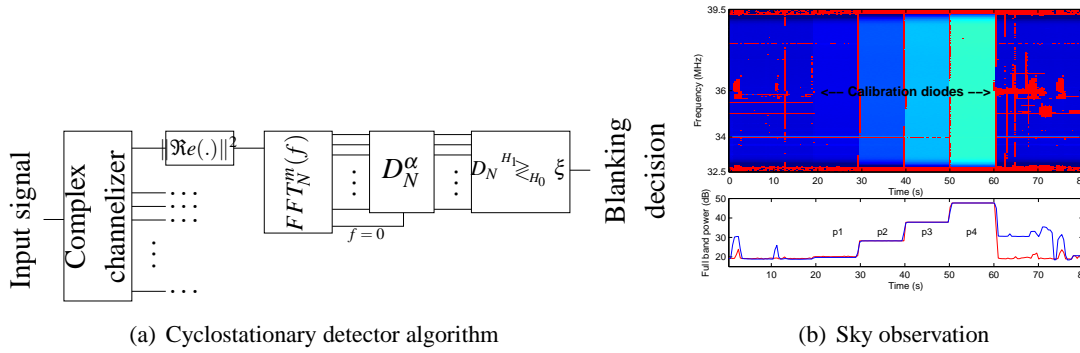 Input signal
Complex
channelizer
‖ℜe(.)‖²
FFT_N^m(f)
f=0
D_N^α
D_N ≷ ξ
H₁
H₀
Blanking
decision
(a) Cyclostationary detector algorithm
39.5
36
34
32.5
Frequency (MHz)
<-- Calibration diodes -->
0 10 20 30 40 50 60 70 80
Time (s)
50
40
30
20
Full band power (dB)
p1 p2 p3 p4
10 20 30 40 50 60 70 80
Time (s)
(b) Sky observation